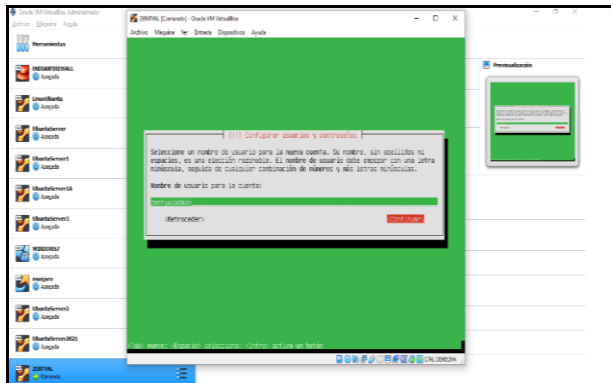 Oracle VM VirtualBox Administrador
Archivo Máquina Ayuda
Herramientas
ENDIANFIREWALL
Apagada
LinuxUbuntu
Apagada
UbuntuServer
Apagada
UbuntuServer1
Apagada
UbuntuServerSA
Apagada
UbuntuServer3
Apagada
WINDOWS7
Apagada
manjaro
Apagada
UbuntuServer2
Apagada
UbuntuServer2021
Apagada
ZENTYAL
Corriendo
ZENTYAL [Corriendo] - Oracle VM VirtualBox
Archivo Máquina Ver Entrada Dispositivos Ayuda
[!!] Configurar usuarios y contraseñas
Seleccione un nombre de usuario para la nueva cuenta. Su nombre, sin apellidos ni
espacios, es una elección razonable. El nombre de usuario debe empezar con una letra
minúscula, seguida de cualquier combinación de números y más letras minúsculas.
Nombre de usuario para la cuenta:
<Retroceder>
<Continuar>
<Tab> mueve; <Espacio> selecciona; <Intro> activa un botón
CTRL DERECHA
Previsualización